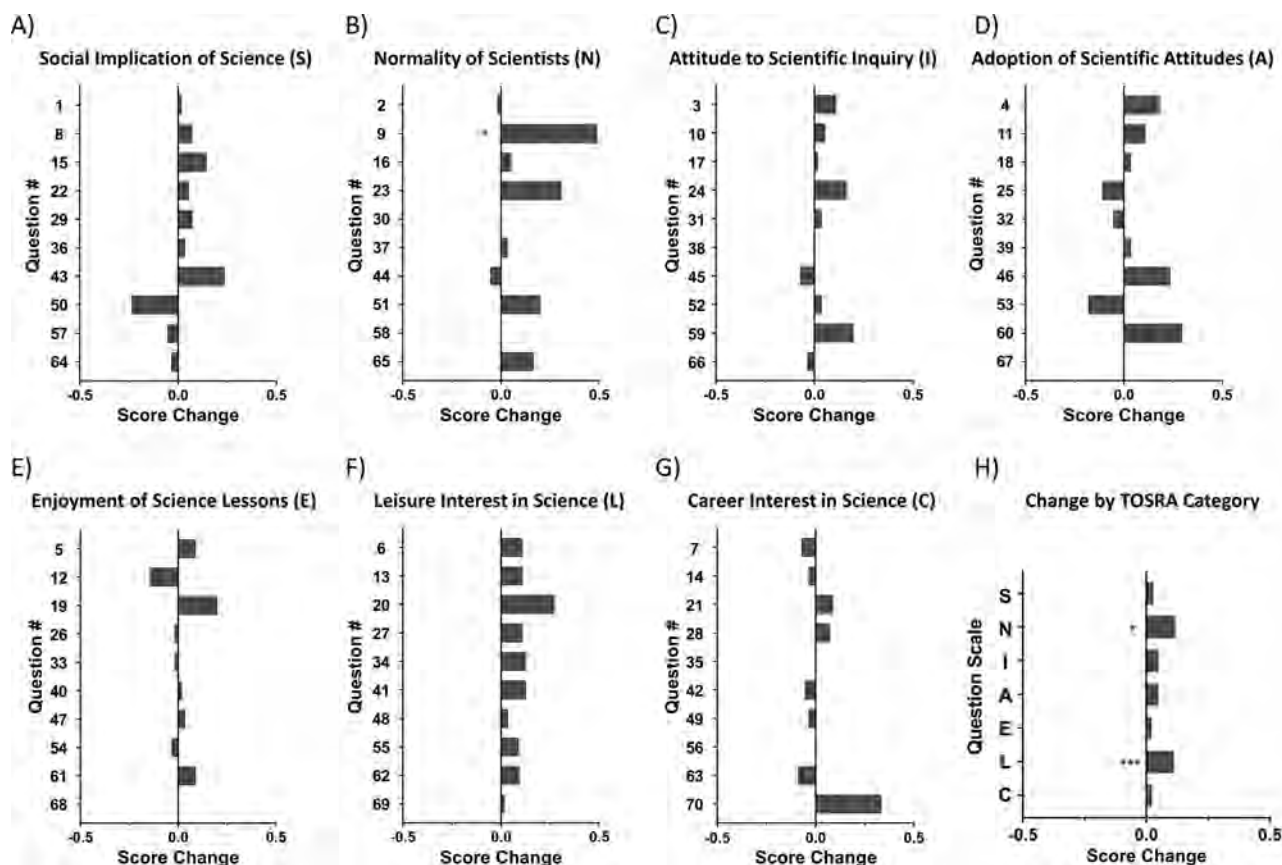 A)
Social Implication of Science (S)
Question #
1
8
15
22
29
36
43
50
57
64
-0.5
0.0
0.5
Score Change
B)
Normality of Scientists (N)
Question #
2
9
**
16
23
30
37
44
51
58
65
-0.5
0.0
0.5
Score Change
C)
Attitude to Scientific Inquiry (I)
Question #
3
10
17
24
31
38
45
52
59
66
-0.5
0.0
0.5
Score Change
D)
Adoption of Scientific Attitudes (A)
Question #
4
11
18
25
32
39
46
53
60
67
-0.5
0.0
0.5
Score Change
E)
Enjoyment of Science Lessons (E)
Question #
5
12
19
26
33
40
47
54
61
68
-0.5
0.0
0.5
Score Change
F)
Leisure Interest in Science (L)
Question #
6
13
20
27
34
41
48
55
62
69
-0.5
0.0
0.5
Score Change
G)
Career Interest in Science (C)
Question #
7
14
21
28
35
42
49
56
63
70
-0.5
0.0
0.5
Score Change
H)
Change by TOSRA Category
Question Scale
S
N
*
I
A
E
L
***
C
-0.5
0.0
0.5
Score Change